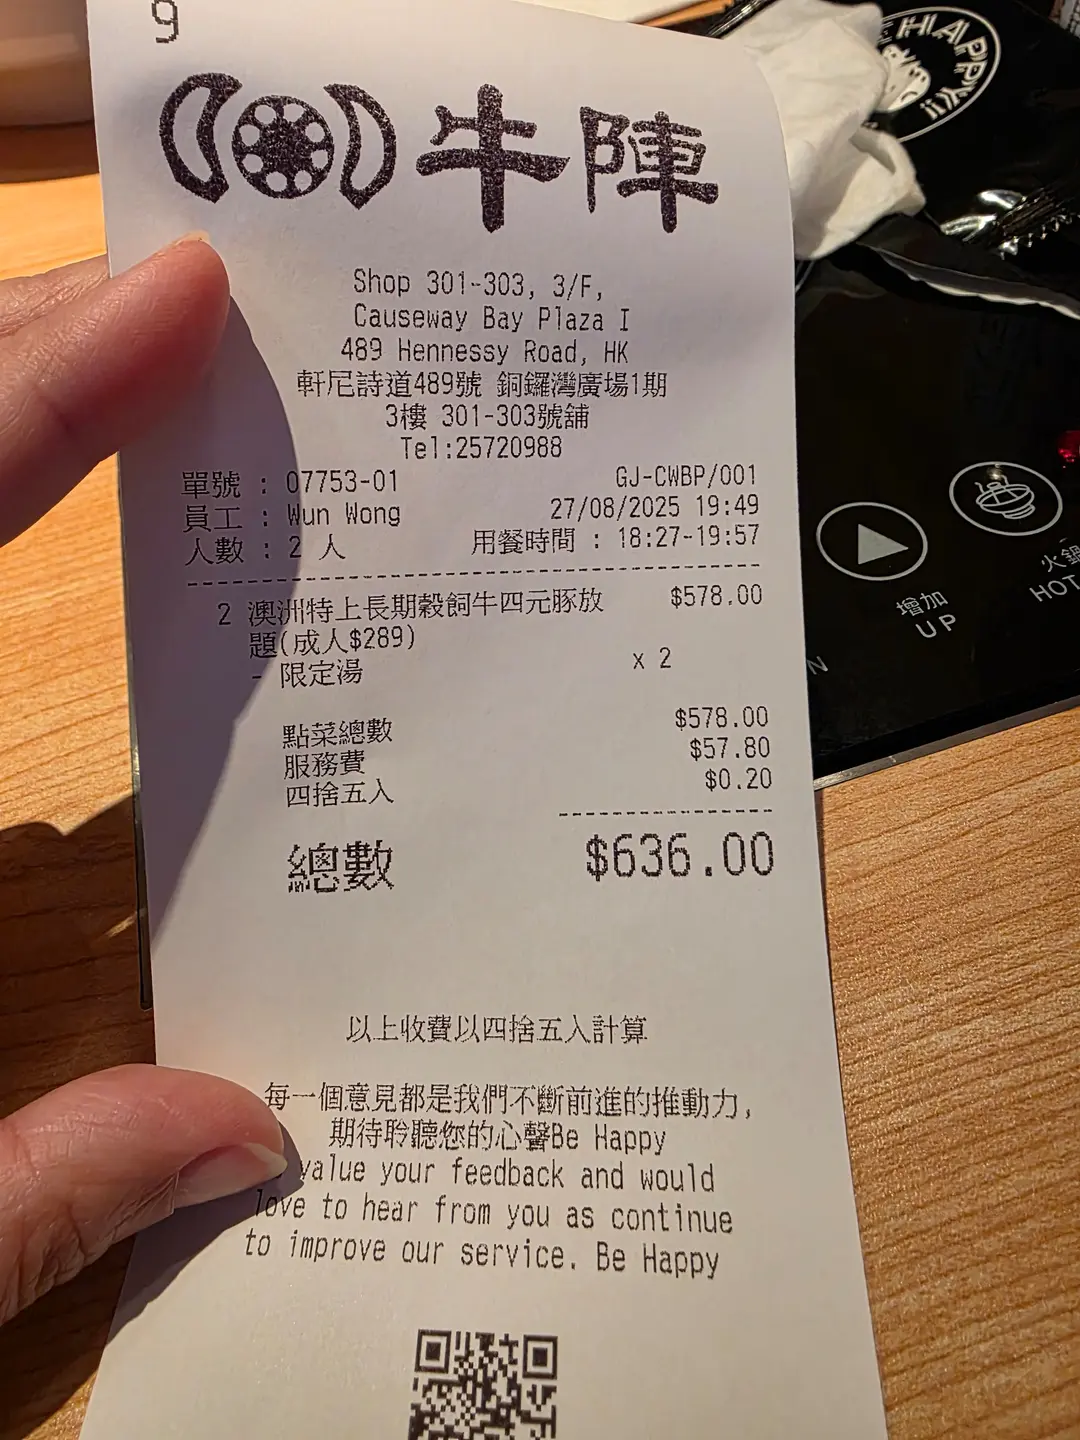 9
牛陣
Shop 301-303, 3/F,
Causeway Bay Plaza I
489 Hennessy Road, HK
軒尼詩道489號 銅鑼灣廣場1期
3樓 301-303號舖
Tel:25720988
單號 : 07753-01 GJ-CWBP/001
員工 : Wun Wong 27/08/2025 19:49
人數 : 2 人 用餐時間 : 18:27-19:57
2 澳洲特上長期穀飼牛四元豚放 $578.00
題(成人$289)
- 限定湯 x 2
點菜總數 $578.00
服務費 $57.80
四捨五入 $0.20
總數 $636.00
以上收費以四捨五入計算
每一個意見都是我們不斷前進的推動力,
期待聆聽您的心聲Be Happy
value your feedback and would
love to hear from you as continue
to improve our service. Be Happy
HAPPY
增加
UP
火鍋
HOT
N